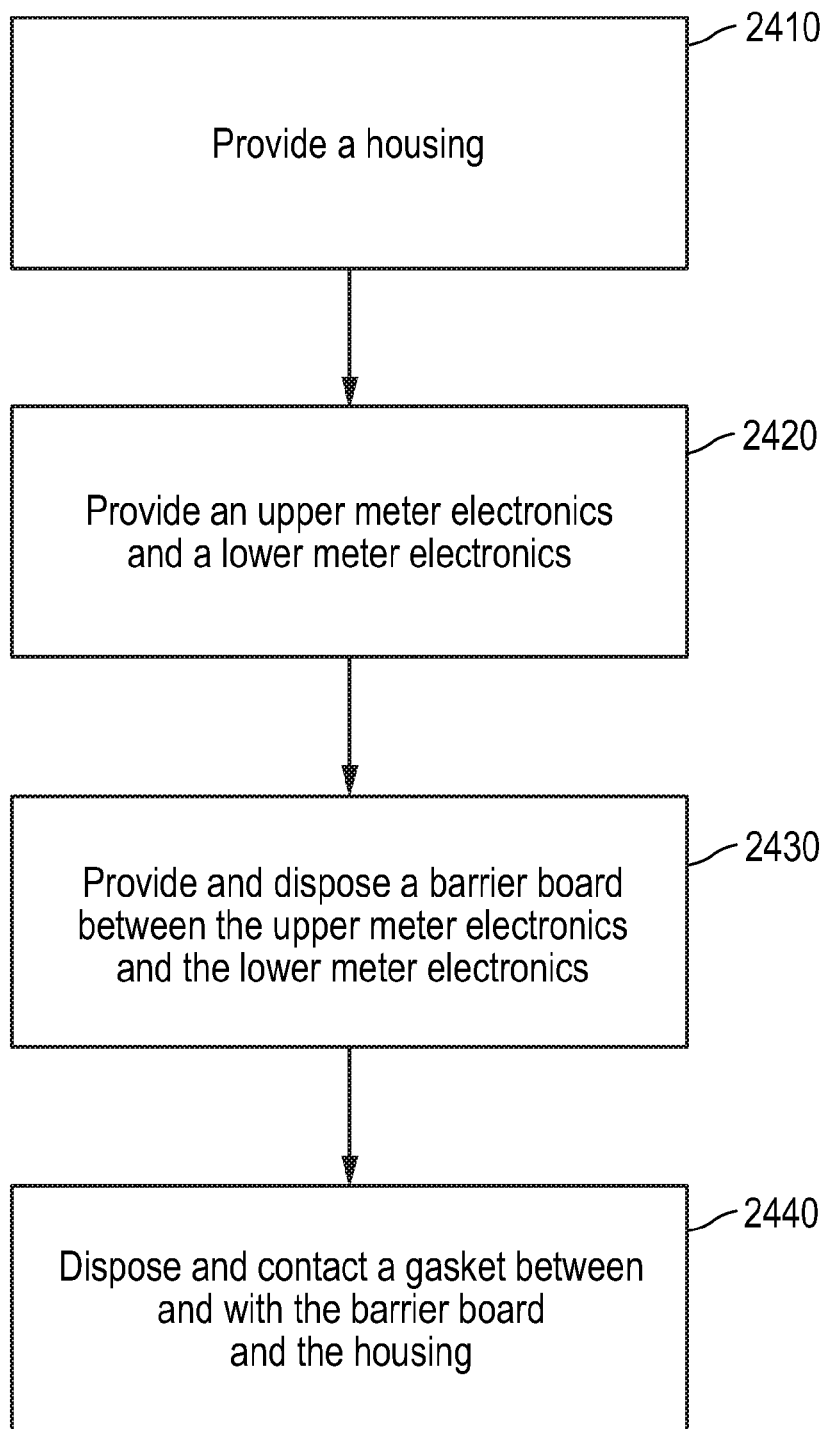 2410
Provide a housing
2420
Provide an upper meter electronics
and a lower meter electronics
2430
Provide and dispose a barrier board
between the upper meter electronics
and the lower meter electronics
2440
Dispose and contact a gasket between
and with the barrier board
and the housing